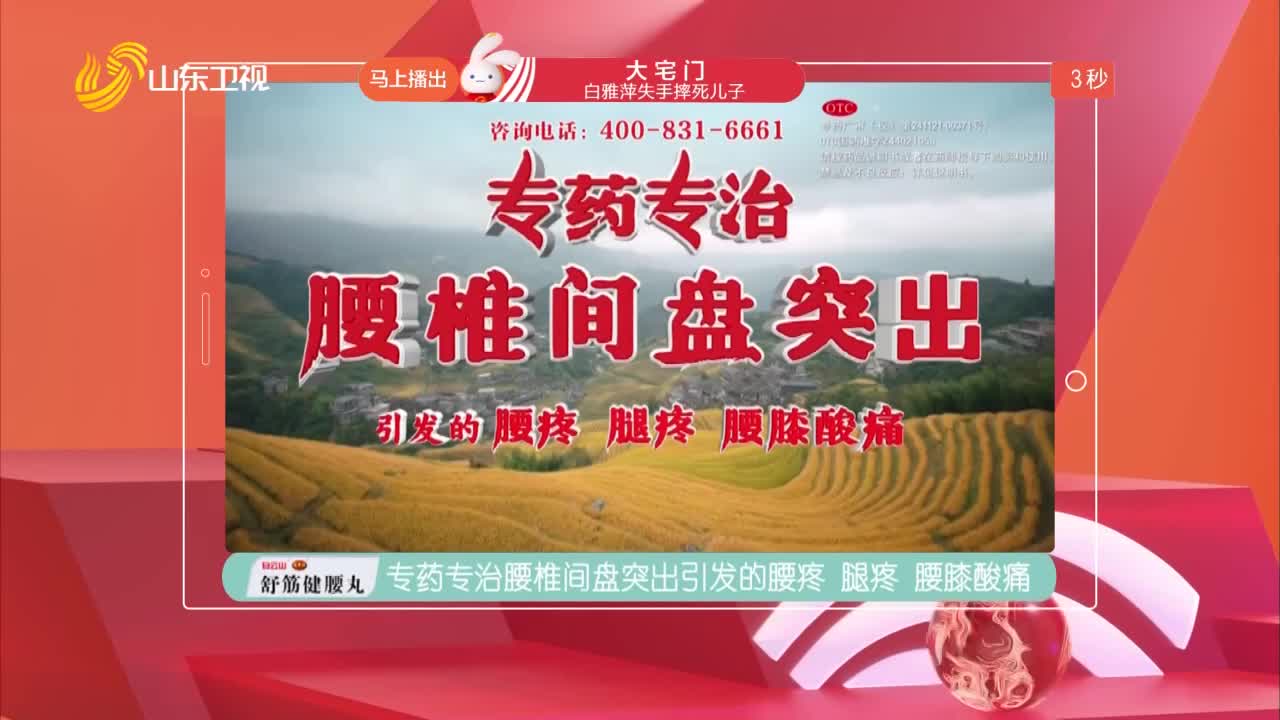 山东卫视
马上播出
大宅门
白雅萍失手摔死儿子
3秒
OTC
咨询电话：400-831-6661
专药专治
腰椎间盘突出
引发的 腰疼 腿疼 腰膝酸痛
白云山
舒筋健腰丸
专药专治腰椎间盘突出引发的腰疼 腿疼 腰膝酸痛